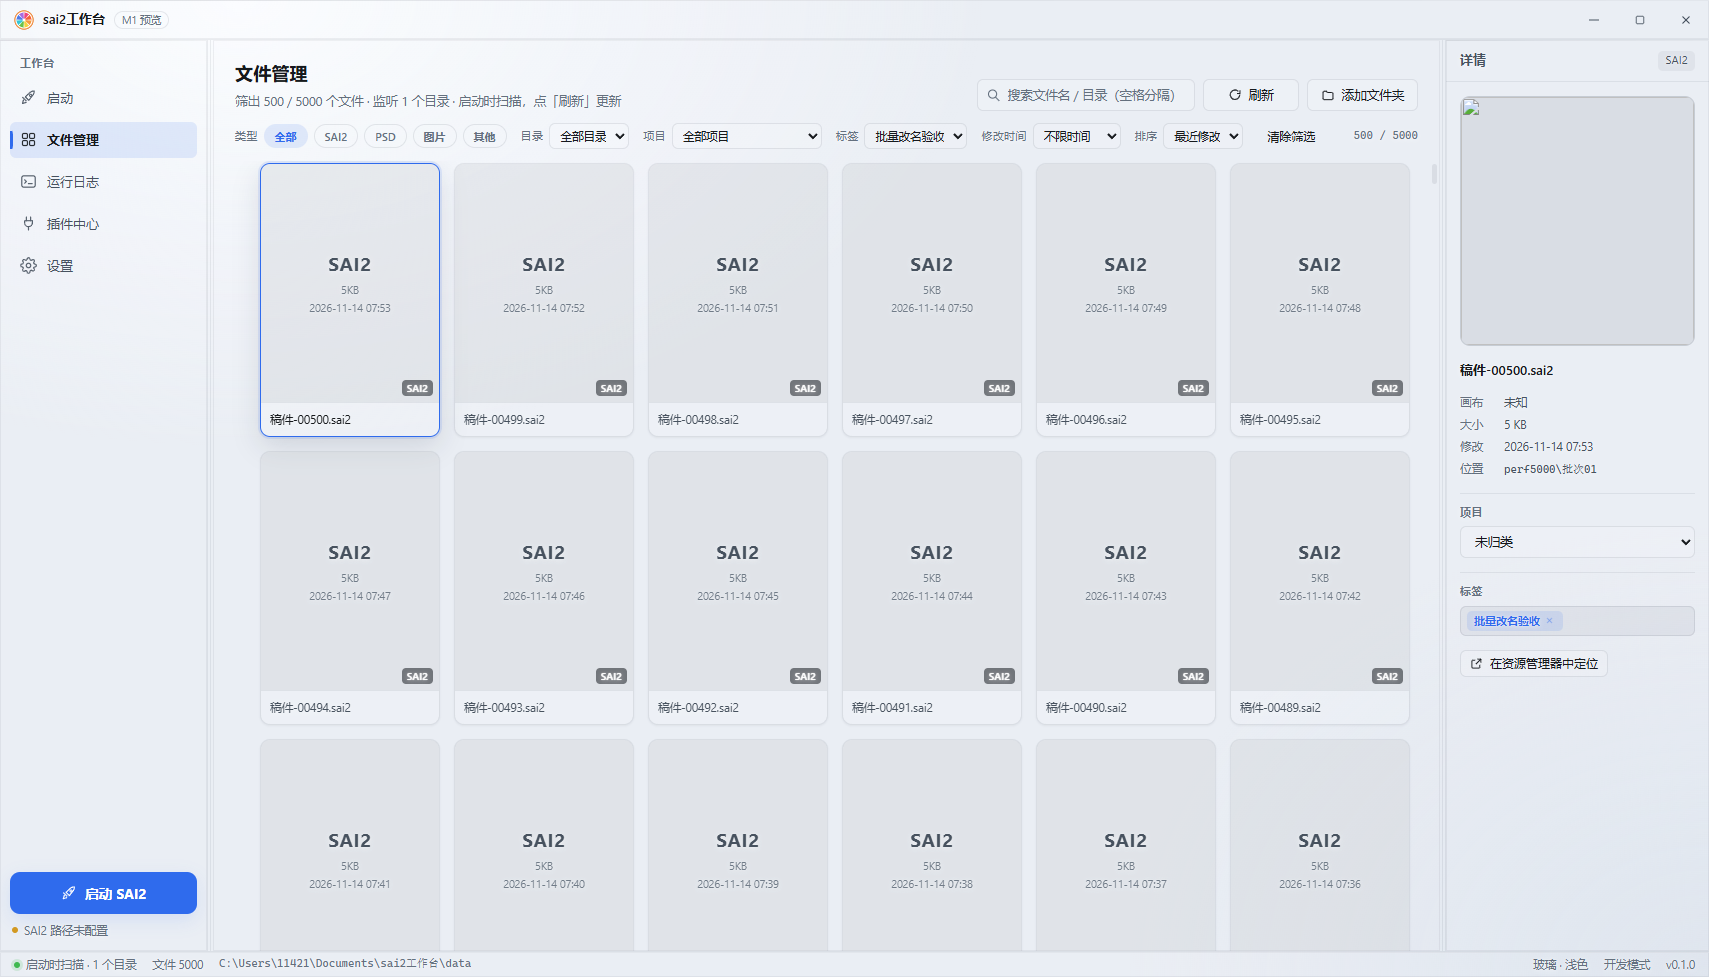 sai2工作台 M1 预览
工作台
启动
文件管理
运行日志
插件中心
设置
启动 SAI2
SAI2 路径未配置
文件管理
筛出 500 / 5000 个文件 · 监听 1 个目录 · 启动时扫描，点「刷新」更新
搜索文件名 / 目录（空格分隔） 刷新 添加文件夹
类型 全部 SAI2 PSD 图片 其他 目录 全部目录 项目 全部项目 标签 批量改名验收 修改时间 不限时间 排序 最近修改 清除筛选 500 / 5000
SAI2 SAI2 SAI2 SAI2 SAI2 SAI2
5KB 5KB 5KB 5KB 5KB 5KB
2026-11-14 07:53 2026-11-14 07:52 2026-11-14 07:51 2026-11-14 07:50 2026-11-14 07:49 2026-11-14 07:48
SAI2 SAI2 SAI2 SAI2 SAI2 SAI2
稿件-00500.sai2 稿件-00499.sai2 稿件-00498.sai2 稿件-00497.sai2 稿件-00496.sai2 稿件-00495.sai2
SAI2 SAI2 SAI2 SAI2 SAI2 SAI2
5KB 5KB 5KB 5KB 5KB 5KB
2026-11-14 07:47 2026-11-14 07:46 2026-11-14 07:45 2026-11-14 07:44 2026-11-14 07:43 2026-11-14 07:42
SAI2 SAI2 SAI2 SAI2 SAI2 SAI2
稿件-00494.sai2 稿件-00493.sai2 稿件-00492.sai2 稿件-00491.sai2 稿件-00490.sai2 稿件-00489.sai2
SAI2 SAI2 SAI2 SAI2 SAI2 SAI2
5KB 5KB 5KB 5KB 5KB 5KB
2026-11-14 07:41 2026-11-14 07:40 2026-11-14 07:39 2026-11-14 07:38 2026-11-14 07:37 2026-11-14 07:36
详情 SAI2
稿件-00500.sai2
画布 未知
大小 5 KB
修改 2026-11-14 07:53
位置 perf5000\批次01
项目
未归类
标签
批量改名验收 ×
在资源管理器中定位
启动时扫描 · 1 个目录 文件 5000 C:\Users\11421\Documents\sai2工作台\data 玻璃 · 浅色 开发模式 v0.1.0